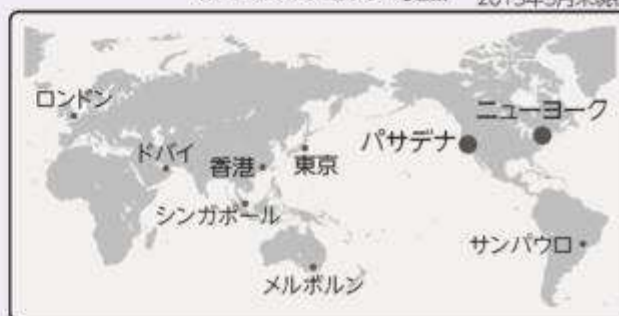 ロンドン
ニューヨーク
パサデナ
ドバイ
香港
東京
シンガポール
サンパウロ
メルボルン